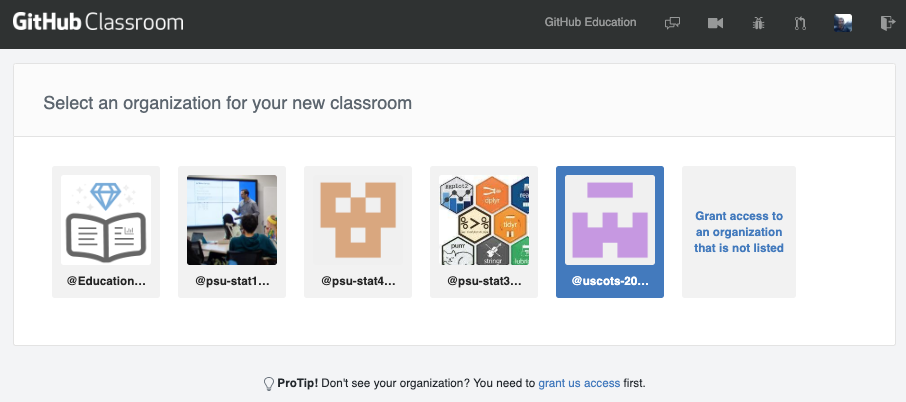 GitHub Classroom
GitHub Education
Select an organization for your new classroom
@Education...
@psu-stat1...
@psu-stat4...
ggplot2
dplyr
tidyr
purrr
stringr
@psu-stat3...
@uscots-20...
Grant access to
an organization
that is not listed
ProTip! Don't see your organization? You need to grant us access first.